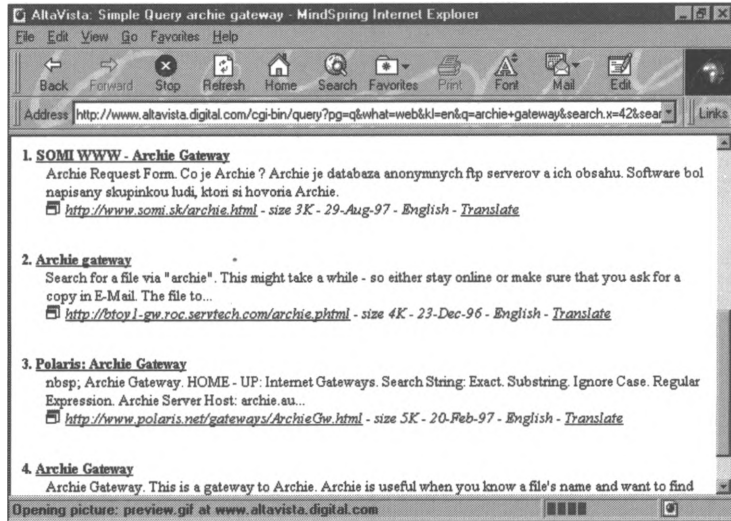 AltaVista: Simple Query archie gateway - MindSpring Internet Explorer
File Edit View Go Favorites Help
Back Forward Stop Refresh Home Search Favorites Print Font Mail Edit
Address http://www.altavista.digital.com/cgi-bin/query?pg=q&what=web&kl=en&q=archie+gateway&search.x=42&sear Links
1. SOMI WWW - Archie Gateway
Archie Request Form. Co je Archie ? Archie je databaza anonymnych ftp serverov a ich obsahu. Software bol
napisany skupinkou ludi, ktori si hovoria Archie.
http://www.somi.sk/archie.html - size 3K - 29-Aug-97 - English - Translate
2. Archie gateway
Search for a file via "archie". This might take a while - so either stay online or make sure that you ask for a
copy in E-Mail. The file to...
http://btoy1-gw.roc.servtech.com/archie.phtml - size 4K - 23-Dec-96 - English - Translate
3. Polaris: Archie Gateway
nbsp; Archie Gateway. HOME - UP: Internet Gateways. Search String: Exact. Substring. Ignore Case. Regular
Expression. Archie Server Host: archie.au...
http://www.polaris.net/gateways/ArchieGw.html - size 5K - 20-Feb-97 - English - Translate
4. Archie Gateway
Archie Gateway. This is a gateway to Archie. Archie is useful when you know a file's name and want to find
Opening picture: preview.gif at www.altavista.digital.com